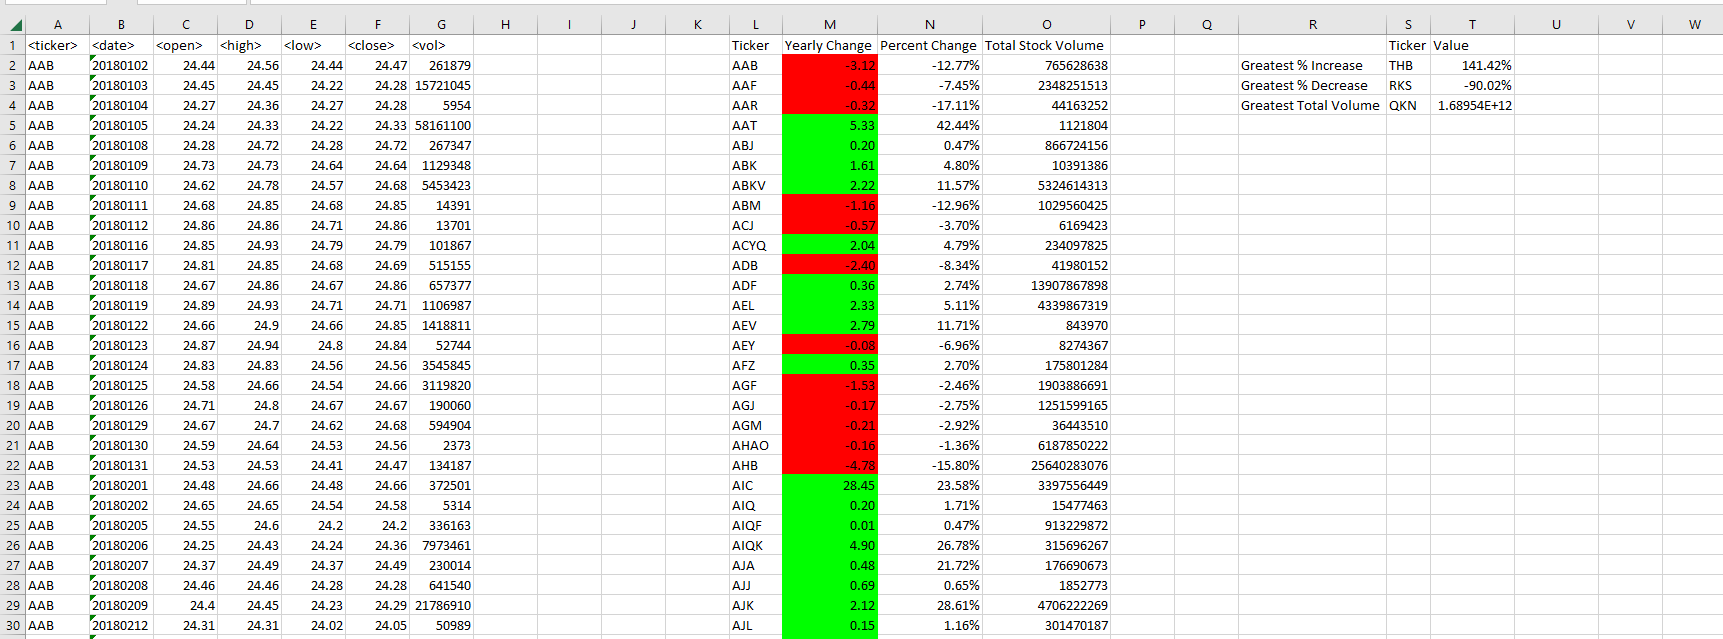 A B C D E F G H I J K L M N O P Q R S T U V W
1 <ticker> <date> <open> <high> <low> <close> <vol> Ticker Yearly Change Percent Change Total Stock Volume Ticker Value
2 AAB 20180102 24.44 24.56 24.44 24.47 261879 AAB -3.12 -12.77% 765628638 Greatest % Increase THB 141.42%
3 AAB 20180103 24.45 24.45 24.22 24.28 15721045 AAF -0.44 -7.45% 2348251513 Greatest % Decrease RKS -90.02%
4 AAB 20180104 24.27 24.36 24.27 24.28 5954 AAR -0.32 -17.11% 44163252 Greatest Total Volume QKN 1.68954E+12
5 AAB 20180105 24.24 24.33 24.22 24.33 58161100 AAT 5.33 42.44% 1121804
6 AAB 20180108 24.28 24.72 24.28 24.72 267347 ABJ 0.20 0.47% 866724156
7 AAB 20180109 24.73 24.73 24.64 24.64 1129348 ABK 1.61 4.80% 10391386
8 AAB 20180110 24.62 24.78 24.57 24.68 5453423 ABKV 2.22 11.57% 5324614313
9 AAB 20180111 24.68 24.85 24.68 24.85 14391 ABM -1.16 -12.96% 1029560425
10 AAB 20180112 24.86 24.86 24.71 24.86 13701 ACJ -0.57 -3.70% 6169423
11 AAB 20180116 24.85 24.93 24.79 24.79 101867 ACYQ 2.04 4.79% 234097825
12 AAB 20180117 24.81 24.85 24.68 24.69 515155 ADB -2.40 -8.34% 41980152
13 AAB 20180118 24.67 24.86 24.67 24.86 657377 ADF 0.36 2.74% 13907867898
14 AAB 20180119 24.89 24.93 24.71 24.71 1106987 AEL 2.33 5.11% 4339867319
15 AAB 20180122 24.66 24.9 24.66 24.85 1418811 AEV 2.79 11.71% 843970
16 AAB 20180123 24.87 24.94 24.8 24.84 52744 AEY -0.08 -6.96% 8274367
17 AAB 20180124 24.83 24.83 24.56 24.56 3545845 AFZ 0.35 2.70% 175801284
18 AAB 20180125 24.58 24.66 24.54 24.66 3119820 AGF -1.53 -2.46% 1903886691
19 AAB 20180126 24.71 24.8 24.67 24.67 190060 AGJ -0.17 -2.75% 1251599165
20 AAB 20180129 24.67 24.7 24.62 24.68 594904 AGM -0.21 -2.92% 36443510
21 AAB 20180130 24.59 24.64 24.53 24.56 2373 AHAO -0.16 -1.36% 6187850222
22 AAB 20180131 24.53 24.53 24.41 24.47 134187 AHB -4.78 -15.80% 25640283076
23 AAB 20180201 24.48 24.66 24.48 24.66 372501 AIC 28.45 23.58% 3397556449
24 AAB 20180202 24.65 24.65 24.54 24.58 5314 AIQ 0.20 1.71% 15477463
25 AAB 20180205 24.55 24.6 24.2 24.2 336163 AIQF 0.01 0.47% 913229872
26 AAB 20180206 24.25 24.43 24.24 24.36 7973461 AIQK 4.90 26.78% 315696267
27 AAB 20180207 24.37 24.49 24.37 24.49 230014 AJA 0.48 21.72% 176690673
28 AAB 20180208 24.46 24.46 24.28 24.28 641540 AJJ 0.69 0.65% 1852773
29 AAB 20180209 24.4 24.45 24.23 24.29 21786910 AJK 2.12 28.61% 4706222269
30 AAB 20180212 24.31 24.31 24.02 24.05 50989 AJL 0.15 1.16% 301470187